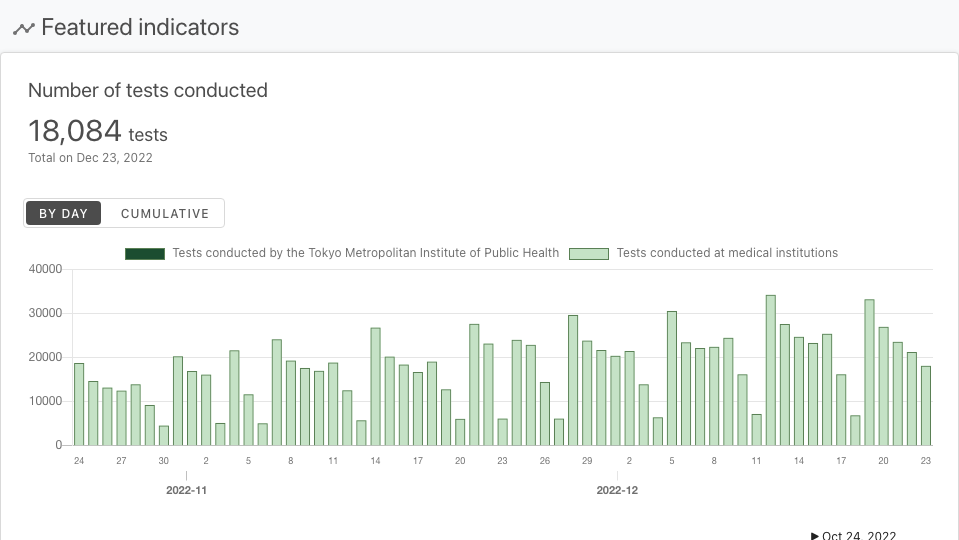 Featured indicators
Number of tests conducted
18,084 tests
Total on Dec 23, 2022
BY DAY CUMULATIVE
Tests conducted by the Tokyo Metropolitan Institute of Public Health Tests conducted at medical institutions
40000
30000
20000
10000
0
24 27 30 2 5 8 11 14 17 20 23 26 29 2 5 8 11 14 17 20 23
2022-11 2022-12
▶ Oct 24, 2022